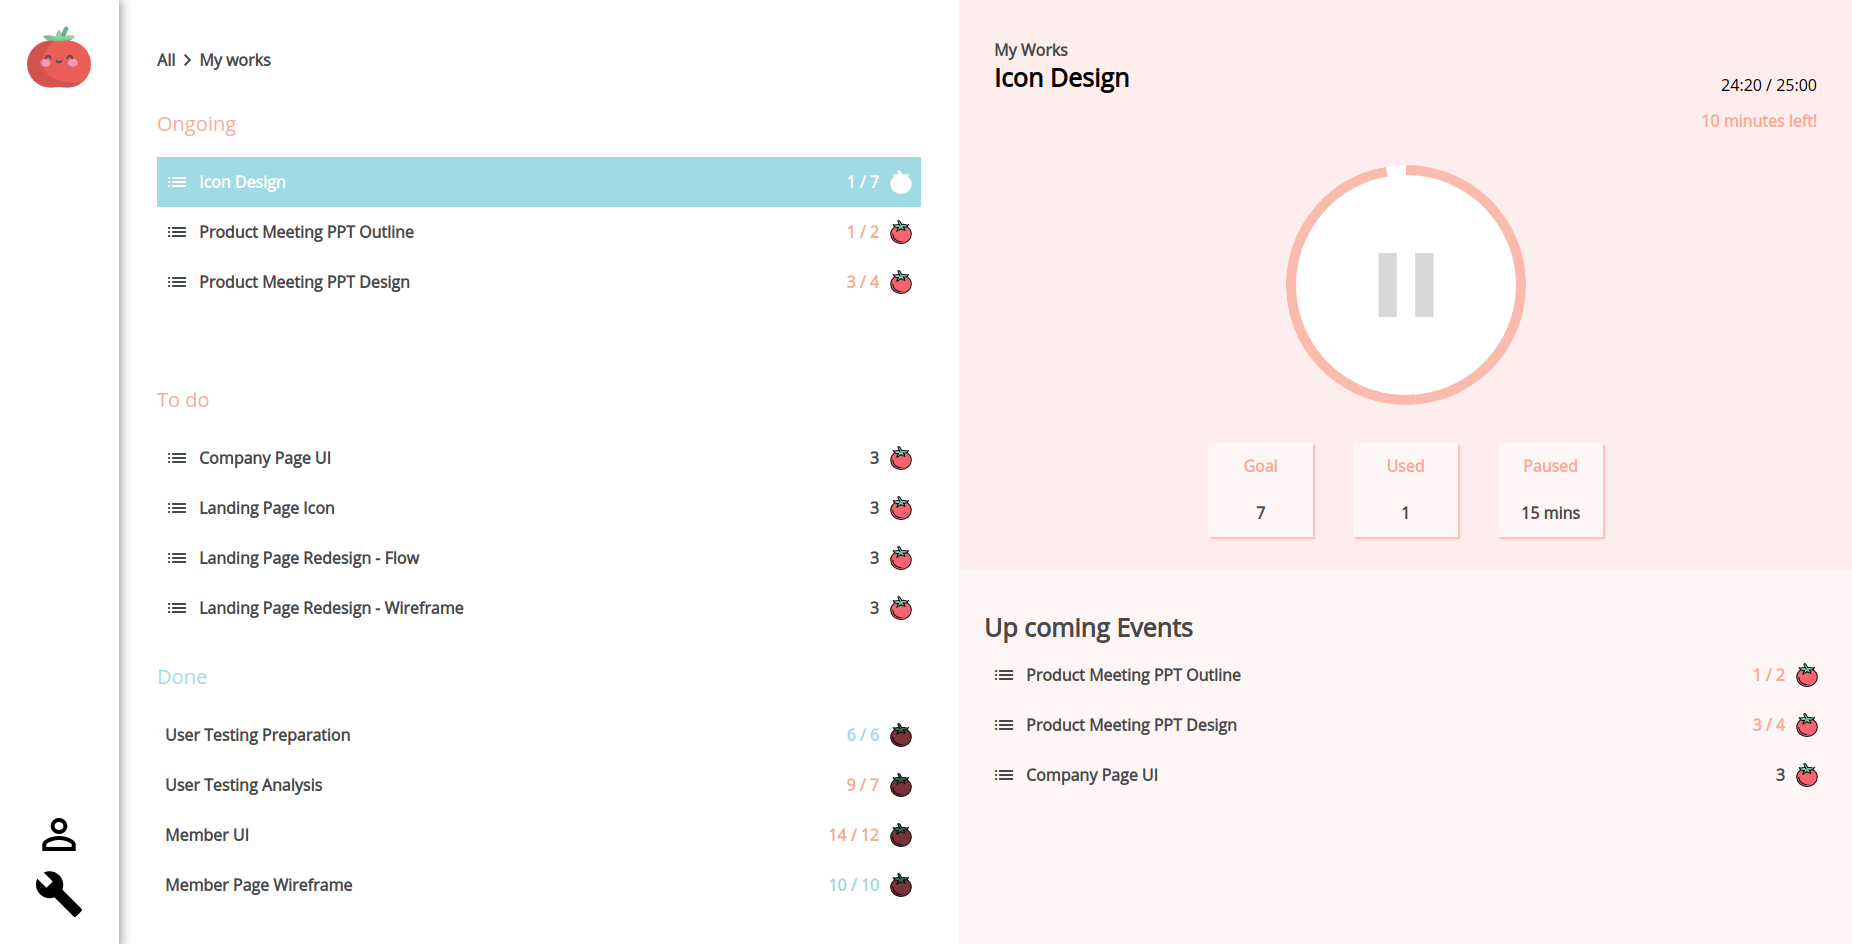 All > My works
Ongoing
Icon Design 1 / 7
Product Meeting PPT Outline 1 / 2
Product Meeting PPT Design 3 / 4
To do
Company Page UI 3
Landing Page Icon 3
Landing Page Redesign - Flow 3
Landing Page Redesign - Wireframe 3
Done
User Testing Preparation 6 / 6
User Testing Analysis 9 / 7
Member UI 14 / 12
Member Page Wireframe 10 / 10
My Works
Icon Design
24:20 / 25:00
10 minutes left!
Goal Used Paused
7 1 15 mins
Up coming Events
Product Meeting PPT Outline 1 / 2
Product Meeting PPT Design 3 / 4
Company Page UI 3